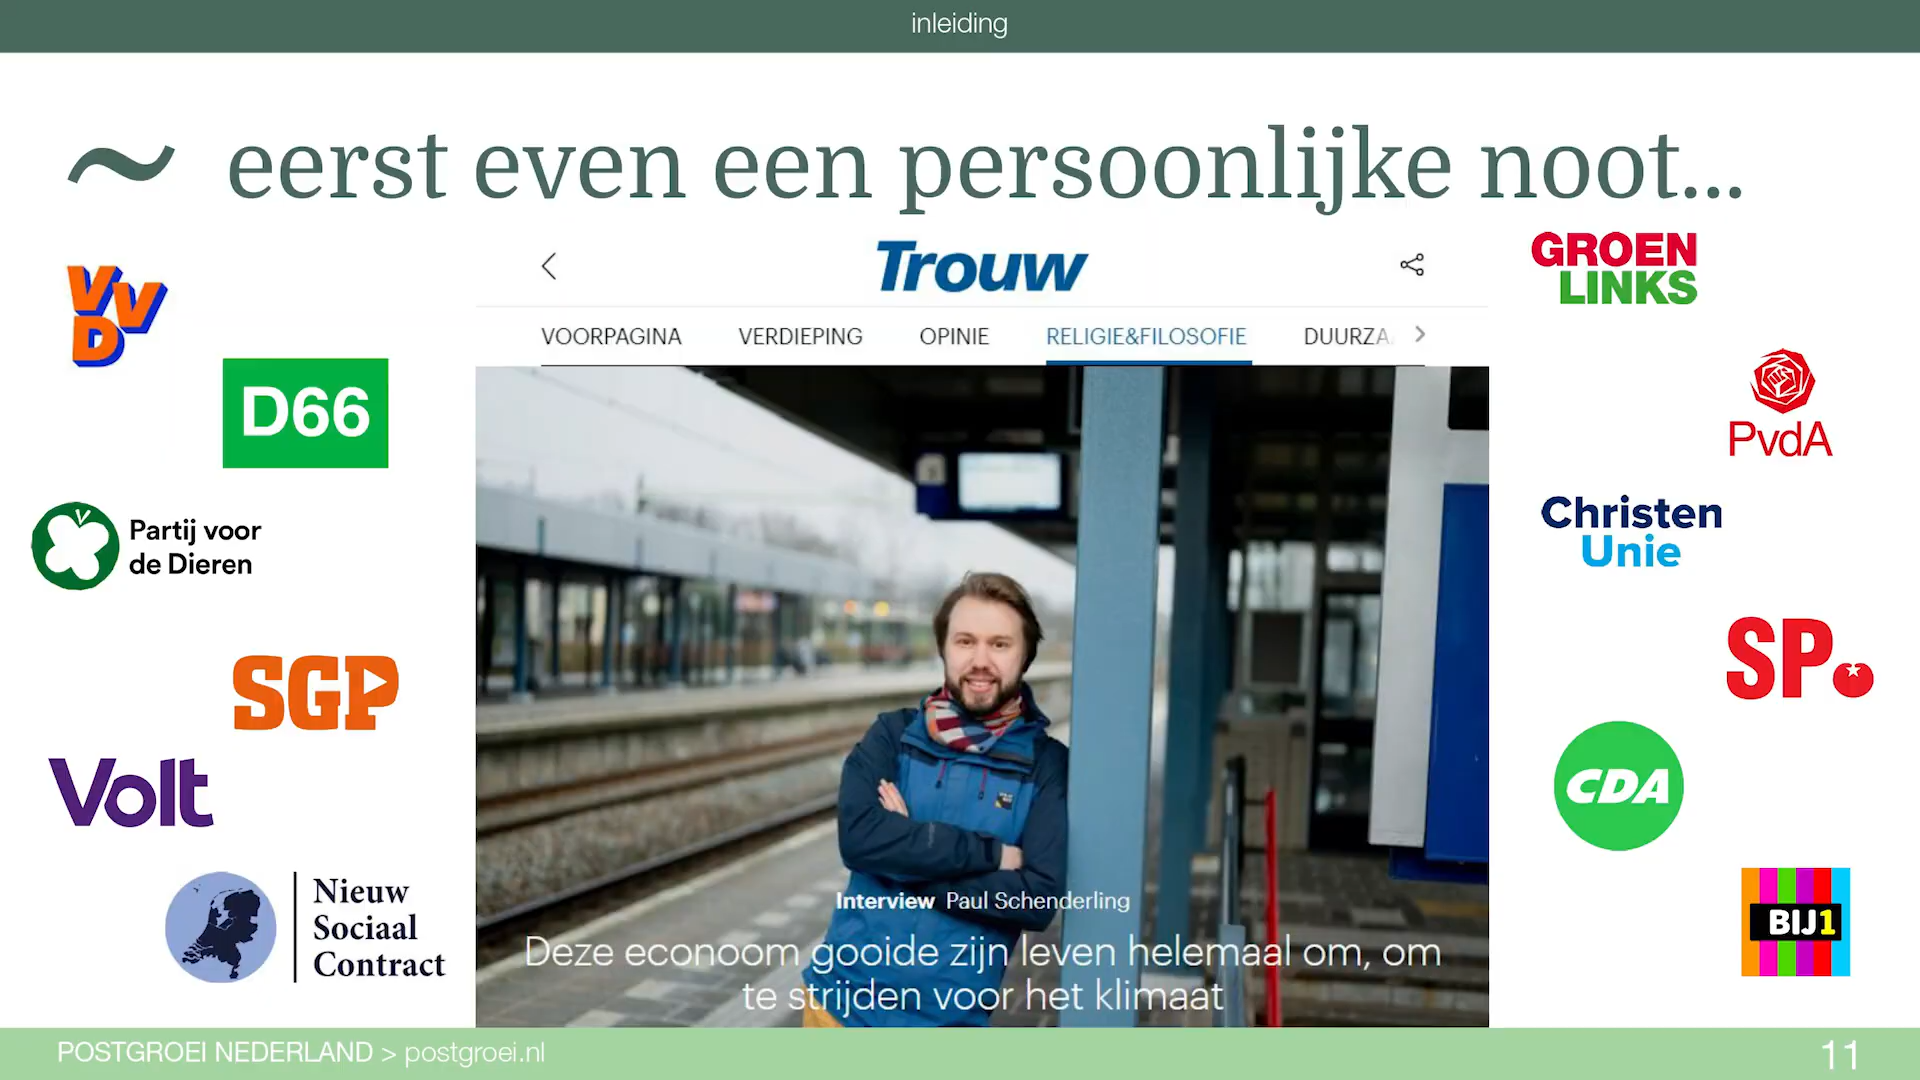 inleiding
~ eerst even een persoonlijke noot...
VVD
D66
Partij voor
de Dieren
SGP
Volt
Nieuw
Sociaal
Contract
Trouw
VOORPAGINA VERDIEPING OPINIE RELIGIE&FILOSOFIE DUURZA
Interview Paul Schenderling
Deze econoom gooide zijn leven helemaal om, om
te strijden voor het klimaat
GROEN
LINKS
PvdA
Christen
Unie
SP
CDA
BIJ1
POSTGROEI NEDERLAND > postgroei.nl
11